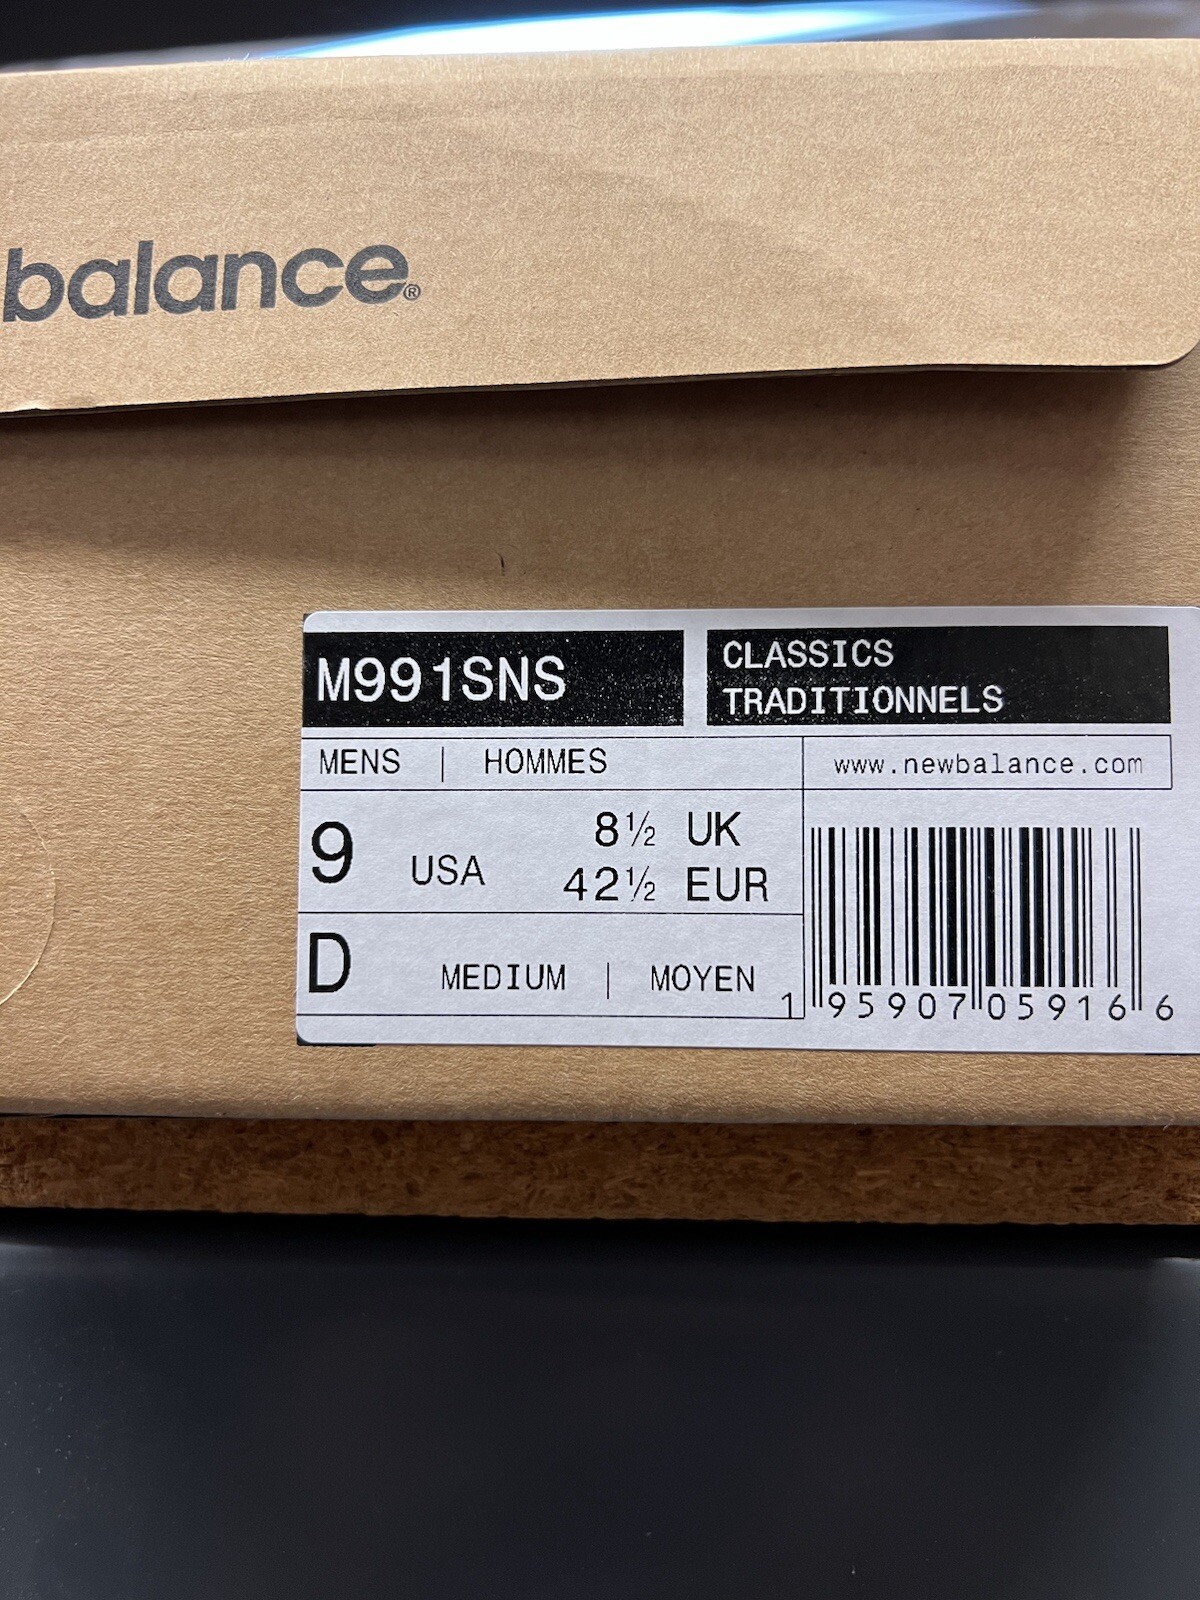 balance®
M991SNS
CLASSICS
TRADITIONNELS
MENS | HOMMES
www.newbalance.com
9 USA
8½ UK
42½ EUR
D MEDIUM | MOYEN
1 95907 05916 6